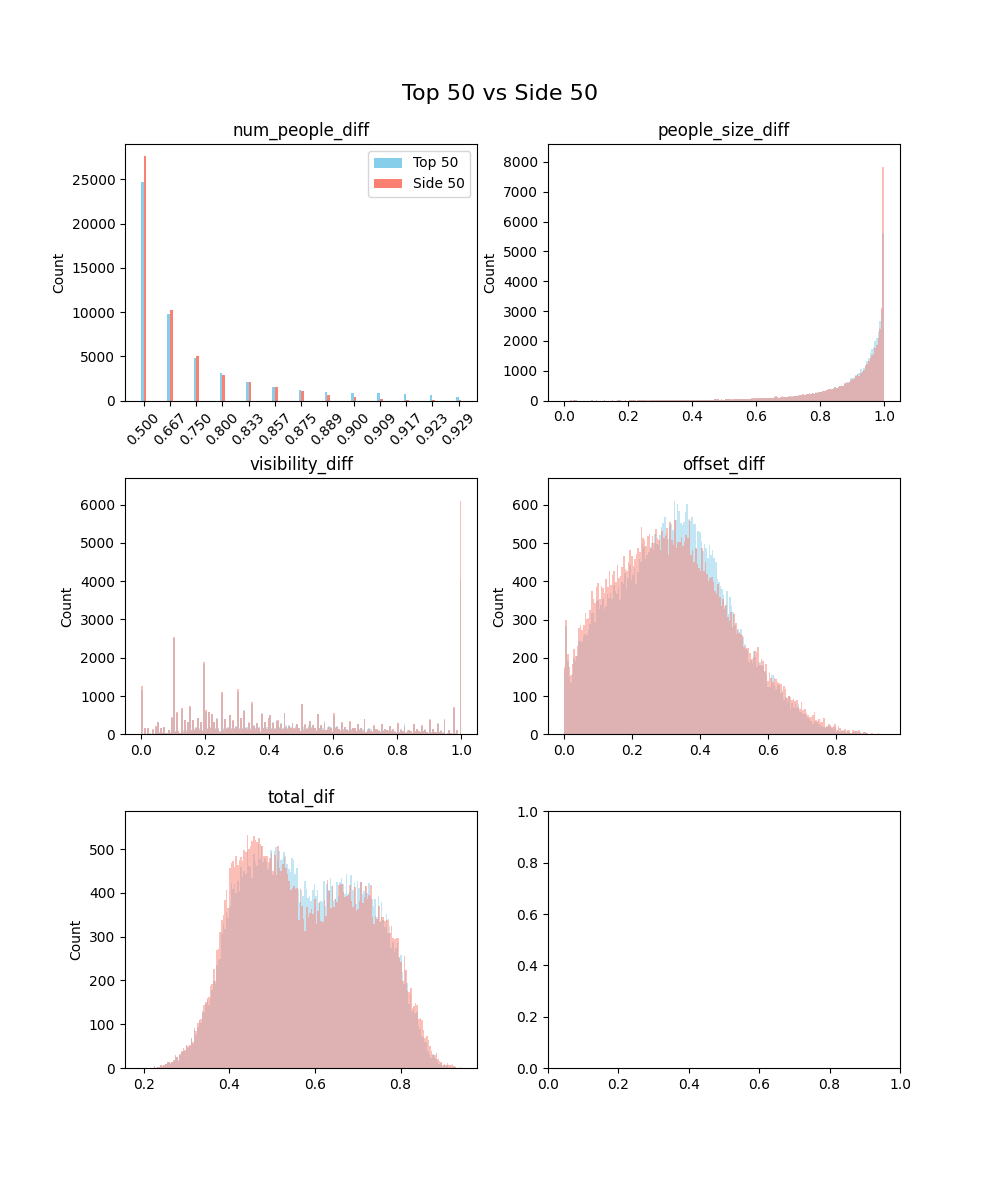 Top 50 vs Side 50
num_people_diff
Count
25000
20000
15000
10000
5000
0
Top 50
Side 50
0.500 0.667 0.750 0.800 0.833 0.857 0.875 0.889 0.900 0.909 0.917 0.923 0.929
people_size_diff
Count
8000
7000
6000
5000
4000
3000
2000
1000
0
0.0 0.2 0.4 0.6 0.8 1.0
visibility_diff
Count
6000
5000
4000
3000
2000
1000
0
0.0 0.2 0.4 0.6 0.8 1.0
offset_diff
Count
600
500
400
300
200
100
0
0.0 0.2 0.4 0.6 0.8
total_dif
Count
500
400
300
200
100
0
0.2 0.4 0.6 0.8
1.0
0.8
0.6
0.4
0.2
0.0
0.0 0.2 0.4 0.6 0.8 1.0